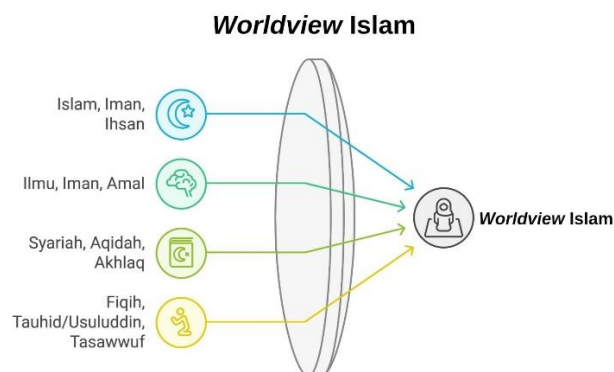 Worldview Islam
Islam, Iman,
Ihsan
Ilmu, Iman, Amal
Syariah, Aqidah,
Akhlaq
Fiqih,
Tauhid/Usuluddin,
Tasawwuf
Worldview Islam